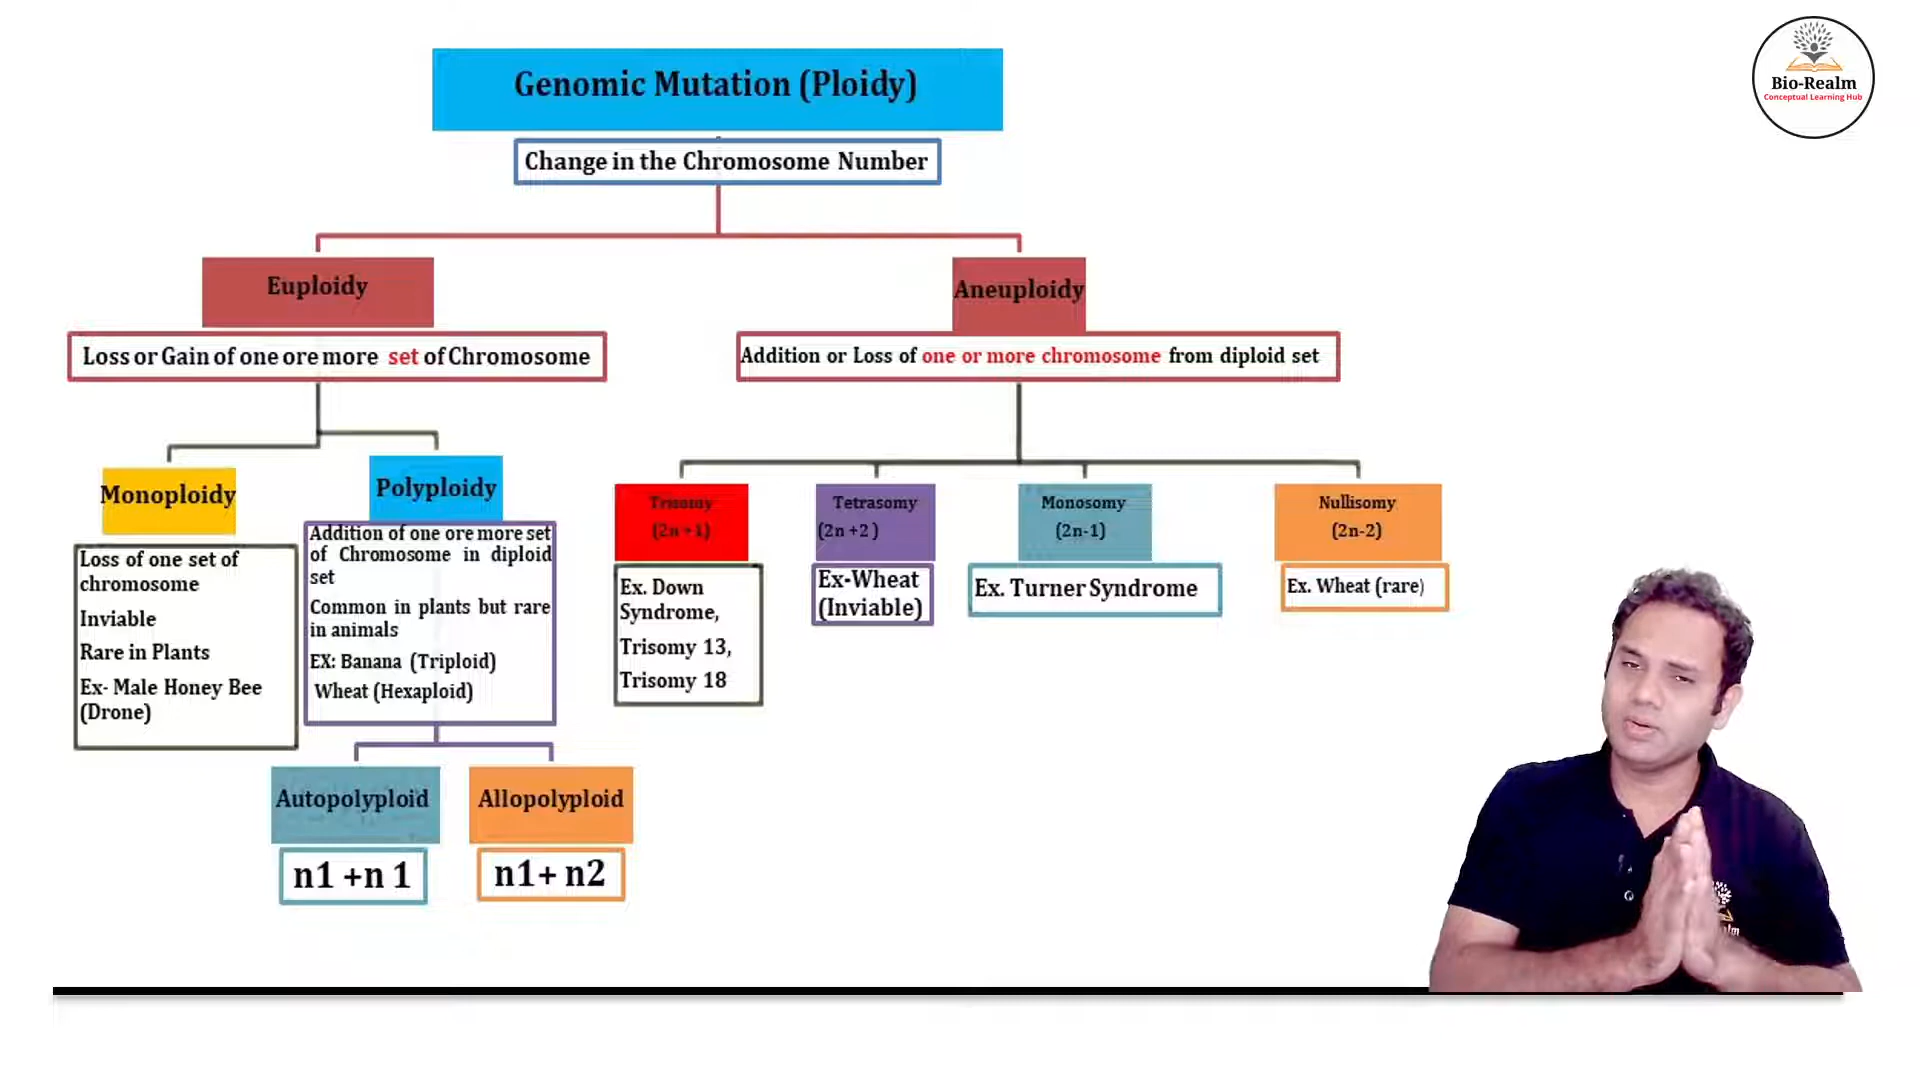 Genomic Mutation (Ploidy)
Change in the Chromosome Number
Bio-Realm
Conceptual Learning Hub
Euploidy
Loss or Gain of one ore more set of Chromosome
Aneuploidy
Addition or Loss of one or more chromosome from diploid set
Monoploidy
Loss of one set of
chromosome
Inviable
Rare in Plants
Ex- Male Honey Bee
(Drone)
Polyploidy
Addition of one ore more set
of Chromosome in diploid
set
Common in plants but rare
in animals
EX: Banana (Triploid)
Wheat (Hexaploid)
Autopolyploid
n1 +n 1
Allopolyploid
n1+ n2
Trisomy
(2n +1)
Ex. Down
Syndrome,
Trisomy 13,
Trisomy 18
Tetrasomy
(2n +2 )
Ex-Wheat
(Inviable)
Monosomy
(2n-1)
Ex. Turner Syndrome
Nullisomy
(2n-2)
Ex. Wheat (rare)